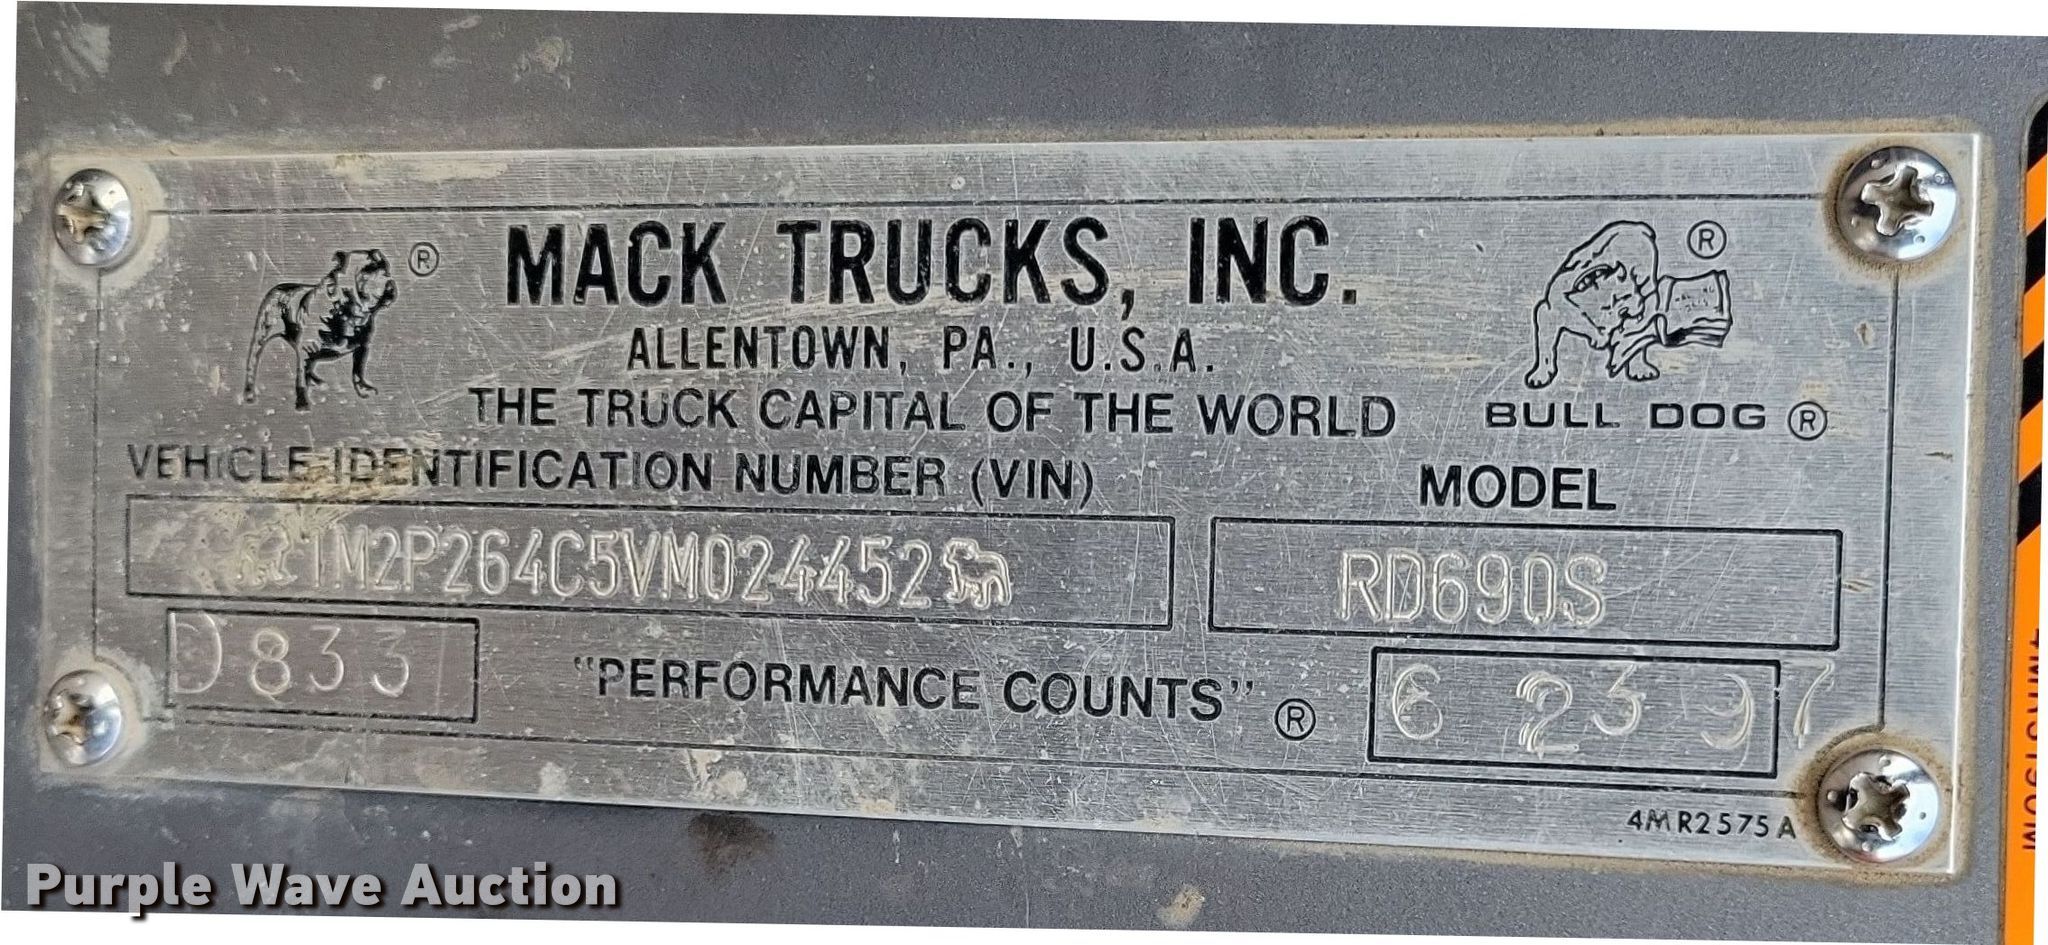 ® MACK TRUCKS, INC. ®
ALLENTOWN, PA., U.S.A.
THE TRUCK CAPITAL OF THE WORLD
BULL DOG ®
VEHICLE IDENTIFICATION NUMBER (VIN)
MODEL
1M2P264C5VM024452
RD690S
D833
"PERFORMANCE COUNTS" ®
6 23 97
4MR2575A
Purple Wave Auction